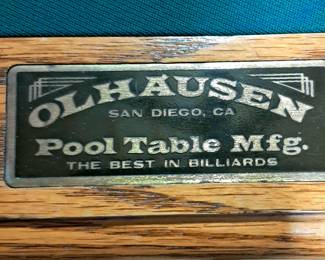 OLHAUSEN
SAN DIEGO, CA
Pool Table Mfg.
THE BEST IN BILLIARDS